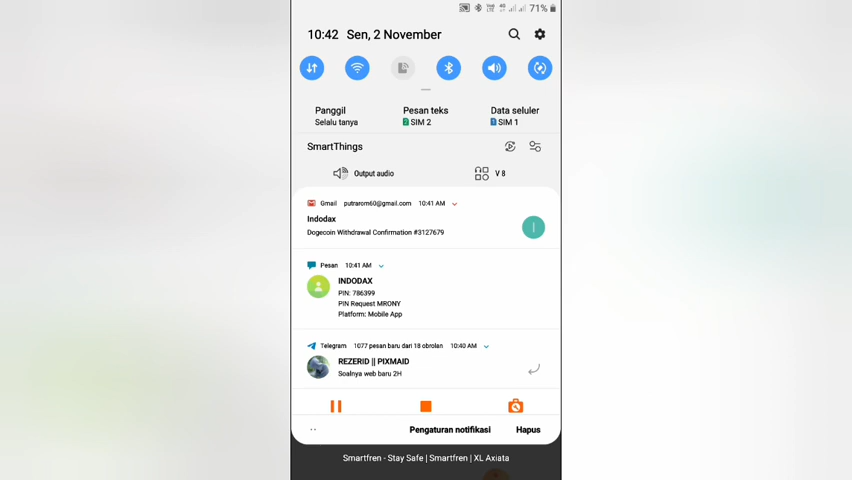 71%
10:42 Sen, 2 November
Panggil
Selalu tanya
Pesan teks
2 SIM 2
Data seluler
1 SIM 1
SmartThings
Output audio
V 8
Gmail putrarom60@gmail.com 10:41 AM
Indodax
Dogecoin Withdrawal Confirmation #3127679
I
Pesan 10:41 AM
INDODAX
PIN: 786399
PIN Request MRONY
Platform: Mobile App
Telegram 1077 pesan baru dari 18 obrolan 10:40 AM
REZERID || PIXMAID
Soalnya web baru 2H
Pengaturan notifikasi
Hapus
Smartfren - Stay Safe | Smartfren | XL Axiata